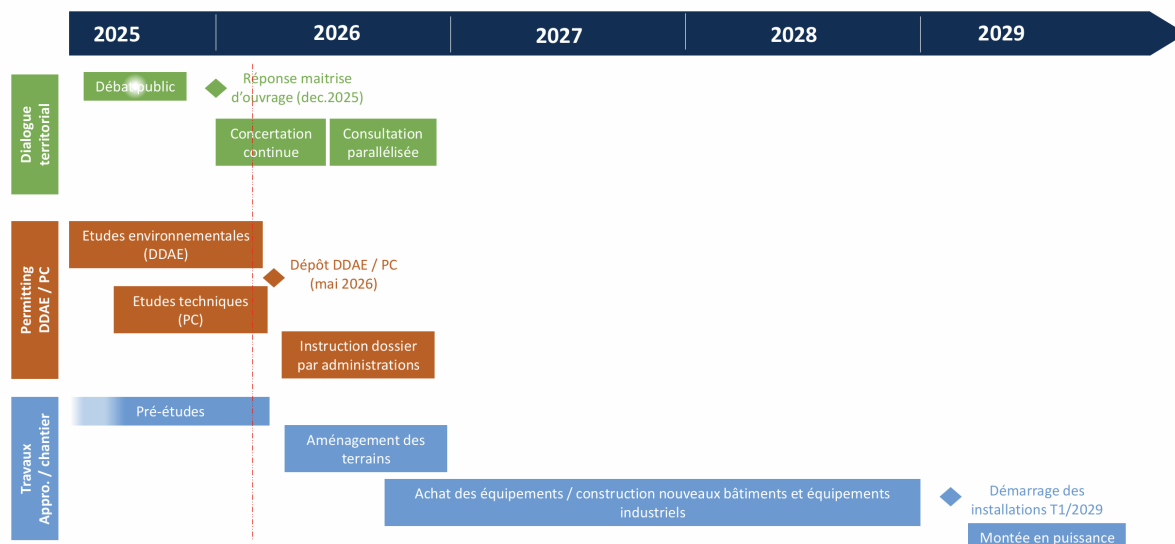 2025
2026
2027
2028
2029
Dialogue
territorial
Débat public
Réponse maitrise
d'ouvrage (dec.2025)
Concertation
continue
Consultation
parallélisée
Permitting
DDAE / PC
Etudes environnementales
(DDAE)
Dépôt DDAE / PC
(mai 2026)
Etudes techniques
(PC)
Instruction dossier
par administrations
Travaux
Appro. / chantier
Pré-études
Aménagement des
terrains
Achat des équipements / construction nouveaux bâtiments et équipements
industriels
Démarrage des
installations T1/2029
Montée en puissance